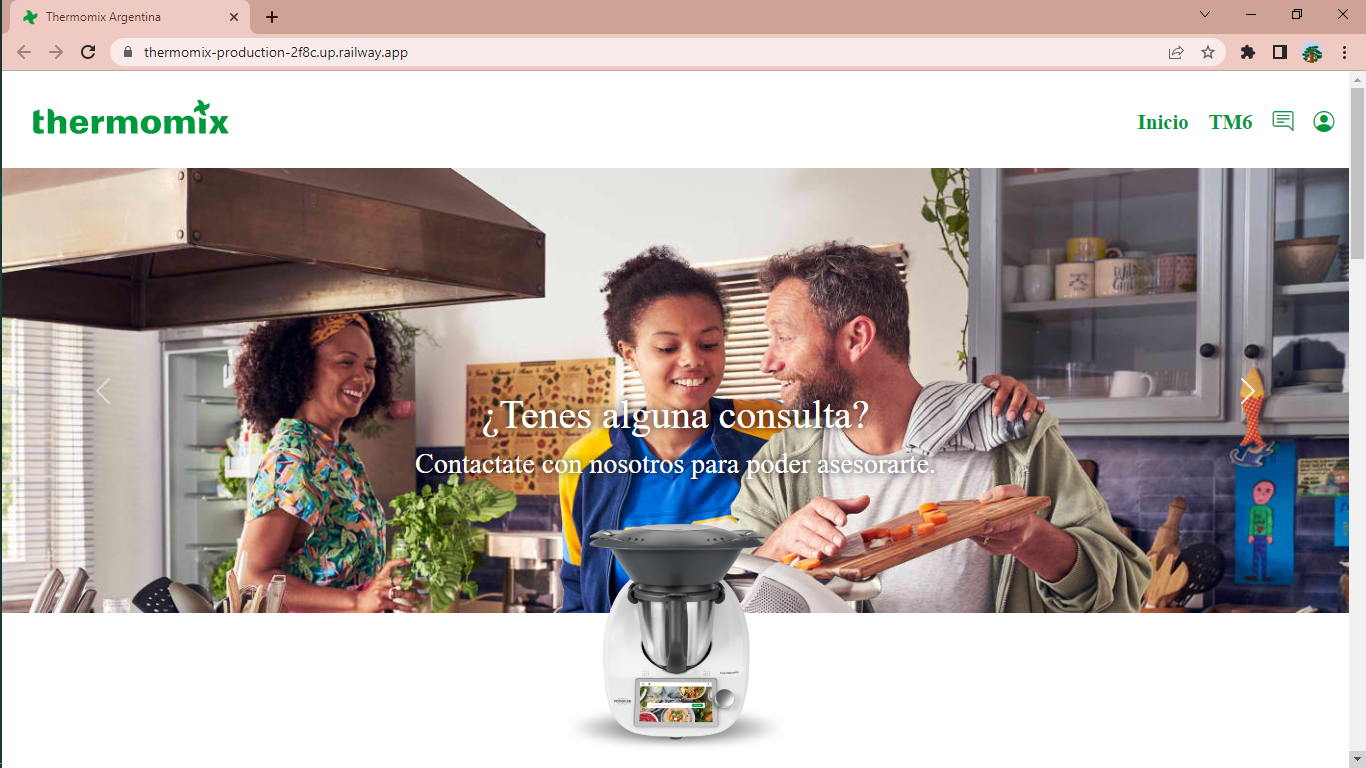 Thermomix Argentina
thermomix-production-2f8c.up.railway.app
thermomix
Inicio TM6
¿Tenes alguna consulta?
Contactate con nosotros para poder asesorarte.
thermomix